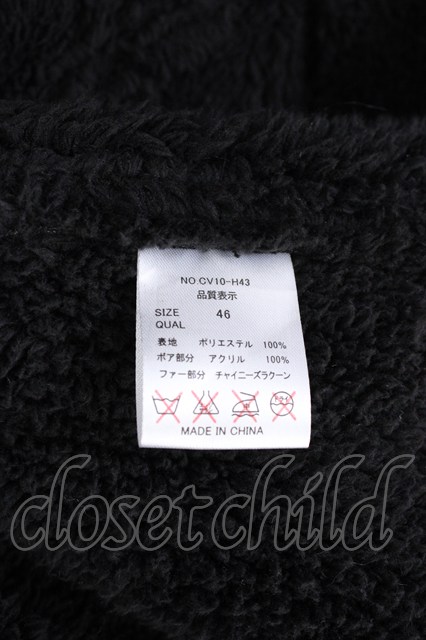 NO.CV10-H43
品質表示
SIZE 46
QUAL
表地 ポリエステル 100%
ボア部分 アクリル 100%
ファー部分 チャイニーズラクーン
MADE IN CHINA
closetchild